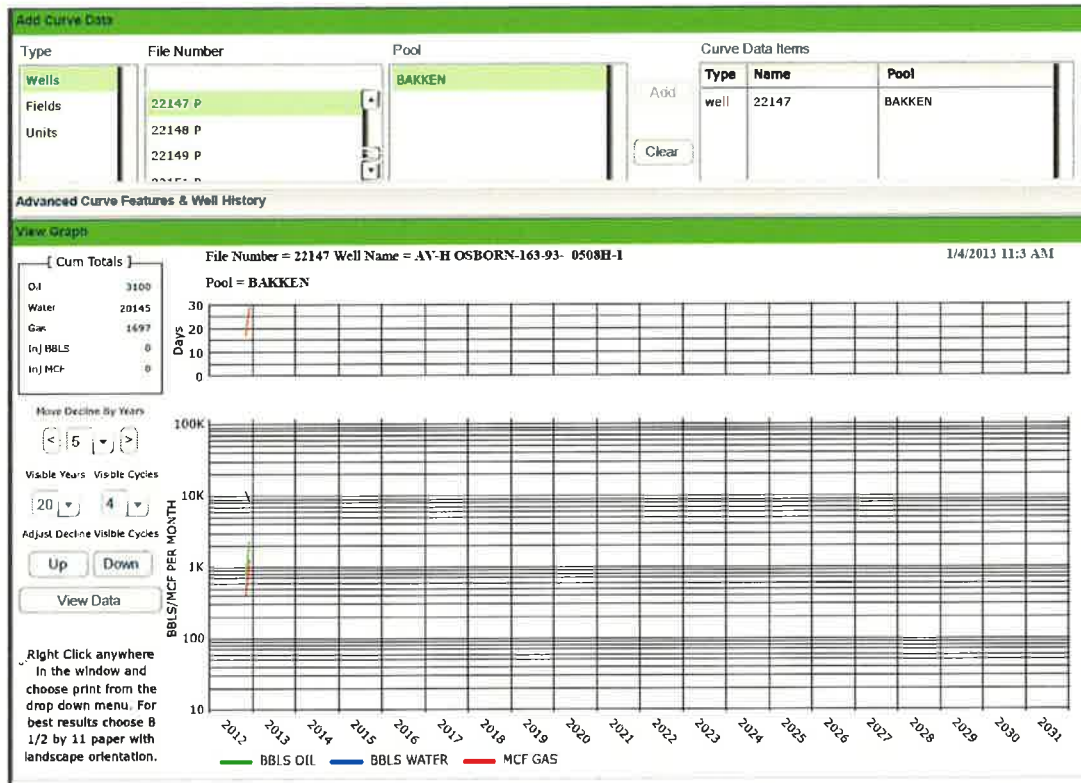 Add Curve Data
Type File Number Pool Curve Data Items
Wells
Fields
Units
22147 P
22148 P
22149 P
BAKKEN
Add
Clear
Type Name Pool
well 22147 BAKKEN
Advanced Curve Features & Well History
View Graph
[ Cum Totals ]
Oil 3100
Water 20145
Gas 1697
Inj BBLS 0
Inj MCF 0
Move Decline By Years
< 5 >
Visible Years Visible Cycles
20 4
Adjust Decline Visible Cycles
Up Down
View Data
Right Click anywhere
in the window and
choose print from the
drop down menu. For
best results choose 8
1/2 by 11 paper with
landscape orientation.
File Number = 22147 Well Name = AV-H OSBORN-163-93- 0508H-1
1/4/2013 11:3 AM
Pool = BAKKEN
Days
30
20
10
0
BBLS/MCF PER MONTH
100K
10K
1K
100
10
2012 2013 2014 2015 2016 2017 2018 2019 2020 2021 2022 2023 2024 2025 2026 2027 2028 2029 2030 2031
BBLS OIL BBLS WATER MCF GAS